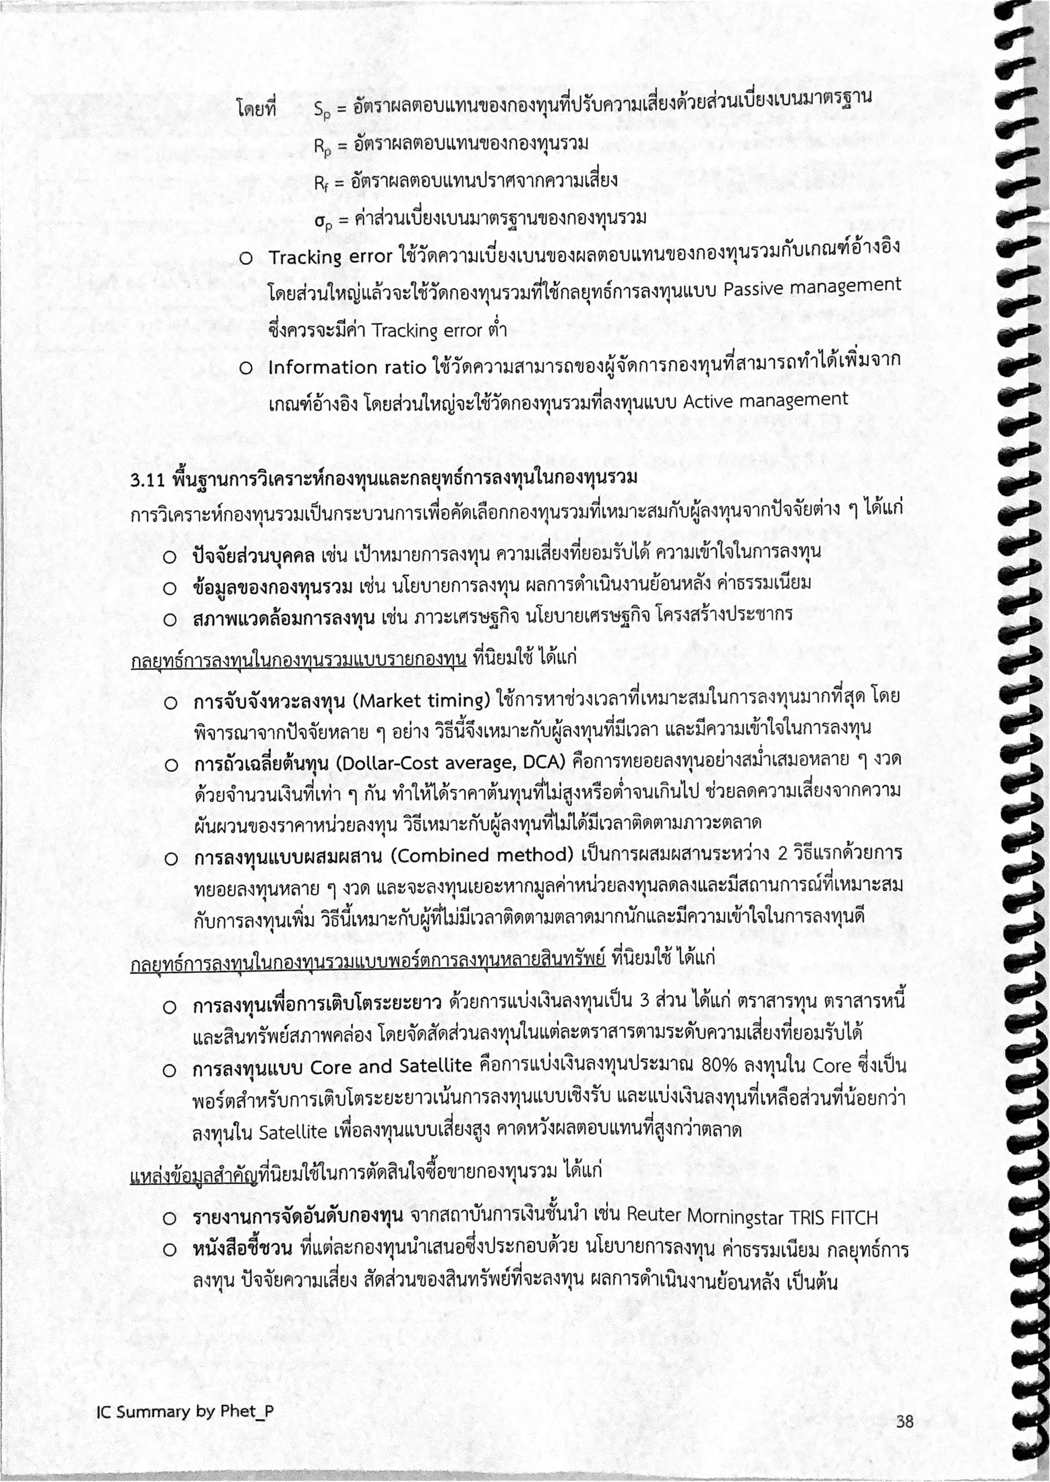 โดยที่ Sp = อัตราผลตอบแทนของกองทุนที่ปรับความเสี่ยงด้วยส่วนเบี่ยงเบนมาตรฐาน
Rp = อัตราผลตอบแทนของกองทุนรวม
Rf = อัตราผลตอบแทนปราศจากความเสี่ยง
σp = ค่าส่วนเบี่ยงเบนมาตรฐานของกองทุนรวม
O Tracking error ใช้วัดความเบี่ยงเบนของผลตอบแทนของกองทุนรวมกับเกณฑ์อ้างอิง
โดยส่วนใหญ่แล้วจะใช้วัดกองทุนรวมที่ใช้กลยุทธ์การลงทุนแบบ Passive management
ซึ่งควรจะมีค่า Tracking error ต่ำ
O Information ratio ใช้วัดความสามารถของผู้จัดการกองทุนที่สามารถทำได้เพิ่มจาก
เกณฑ์อ้างอิง โดยส่วนใหญ่จะใช้วัดกองทุนรวมที่ลงทุนแบบ Active management
3.11 พื้นฐานการวิเคราะห์กองทุนและกลยุทธ์การลงทุนในกองทุนรวม
การวิเคราะห์กองทุนรวมเป็นกระบวนการเพื่อคัดเลือกกองทุนรวมที่เหมาะสมกับผู้ลงทุนจากปัจจัยต่าง ๆ ได้แก่
O ปัจจัยส่วนบุคคล เช่น เป้าหมายการลงทุน ความเสี่ยงที่ยอมรับได้ ความเข้าใจในการลงทุน
O ข้อมูลของกองทุนรวม เช่น นโยบายการลงทุน ผลการดำเนินงานย้อนหลัง ค่าธรรมเนียม
O สภาพแวดล้อมการลงทุน เช่น ภาวะเศรษฐกิจ นโยบายเศรษฐกิจ โครงสร้างประชากร
กลยุทธ์การลงทุนในกองทุนรวมแบบรายกองทุน ที่นิยมใช้ ได้แก่
O การจับจังหวะลงทุน (Market timing) ใช้การหาช่วงเวลาที่เหมาะสมในการลงทุนมากที่สุด โดย
พิจารณาจากปัจจัยหลาย ๆ อย่าง วิธีนี้จึงเหมาะกับผู้ลงทุนที่มีเวลา และมีความเข้าใจในการลงทุน
O การถัวเฉลี่ยต้นทุน (Dollar-Cost average, DCA) คือการทยอยลงทุนอย่างสม่ำเสมอหลาย ๆ งวด
ด้วยจำนวนเงินที่เท่า ๆ กัน ทำให้ได้ราคาต้นทุนที่ไม่สูงหรือต่ำจนเกินไป ช่วยลดความเสี่ยงจากความ
ผันผวนของราคาหน่วยลงทุน วิธีเหมาะกับผู้ลงทุนที่ไม่ได้มีเวลาติดตามภาวะตลาด
O การลงทุนแบบผสมผสาน (Combined method) เป็นการผสมผสานระหว่าง 2 วิธีแรกด้วยการ
ทยอยลงทุนหลาย ๆ งวด และจะลงทุนเยอะหากมูลค่าหน่วยลงทุนลดลงและมีสถานการณ์ที่เหมาะสม
กับการลงทุนเพิ่ม วิธีนี้เหมาะกับผู้ที่ไม่มีเวลาติดตามตลาดมากนักและมีความเข้าใจในการลงทุนดี
กลยุทธ์การลงทุนในกองทุนรวมแบบพอร์ตการลงทุนหลายสินทรัพย์ ที่นิยมใช้ ได้แก่
O การลงทุนเพื่อการเติบโตระยะยาว ด้วยการแบ่งเงินลงทุนเป็น 3 ส่วน ได้แก่ ตราสารทุน ตราสารหนี้
และสินทรัพย์สภาพคล่อง โดยจัดสัดส่วนลงทุนในแต่ละตราสารตามระดับความเสี่ยงที่ยอมรับได้
O การลงทุนแบบ Core and Satellite คือการแบ่งเงินลงทุนประมาณ 80% ลงทุนใน Core ซึ่งเป็น
พอร์ตสำหรับการเติบโตระยะยาวเน้นการลงทุนแบบเชิงรับ และแบ่งเงินลงทุนที่เหลือส่วนที่น้อยกว่า
ลงทุนใน Satellite เพื่อลงทุนแบบเสี่ยงสูง คาดหวังผลตอบแทนที่สูงกว่าตลาด
แหล่งข้อมูลสำคัญที่นิยมใช้ในการตัดสินใจซื้อขายกองทุนรวม ได้แก่
O รายงานการจัดอันดับกองทุน จากสถาบันการเงินชั้นนำ เช่น Reuter Morningstar TRIS FITCH
O หนังสือชี้ชวน ที่แต่ละกองทุนนำเสนอซึ่งประกอบด้วย นโยบายการลงทุน ค่าธรรมเนียม กลยุทธ์การ
ลงทุน ปัจจัยความเสี่ยง สัดส่วนของสินทรัพย์ที่จะลงทุน ผลการดำเนินงานย้อนหลัง เป็นต้น
IC Summary by Phet_P
38